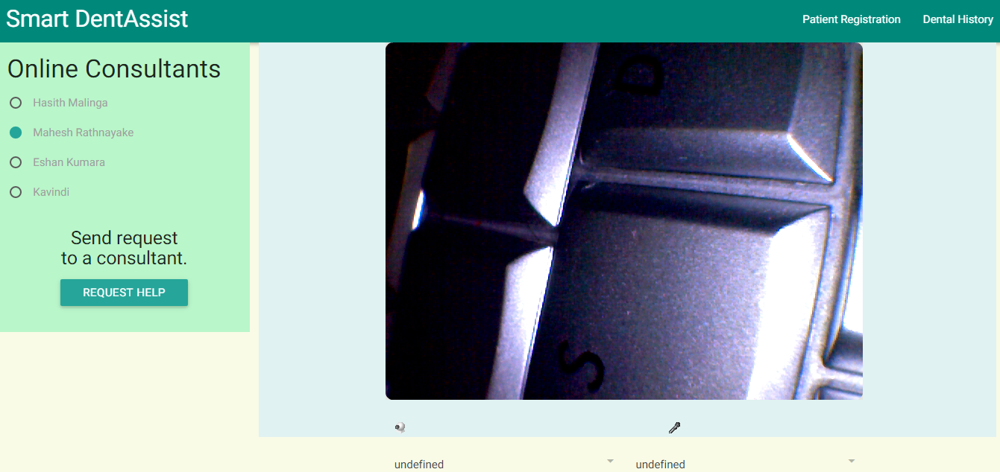 Smart DentAssist
Patient Registration
Dental History
Online Consultants
Hasith Malinga
Mahesh Rathnayake
Eshan Kumara
Kavindi
Send request
to a consultant.
REQUEST HELP
D
S
undefined
undefined